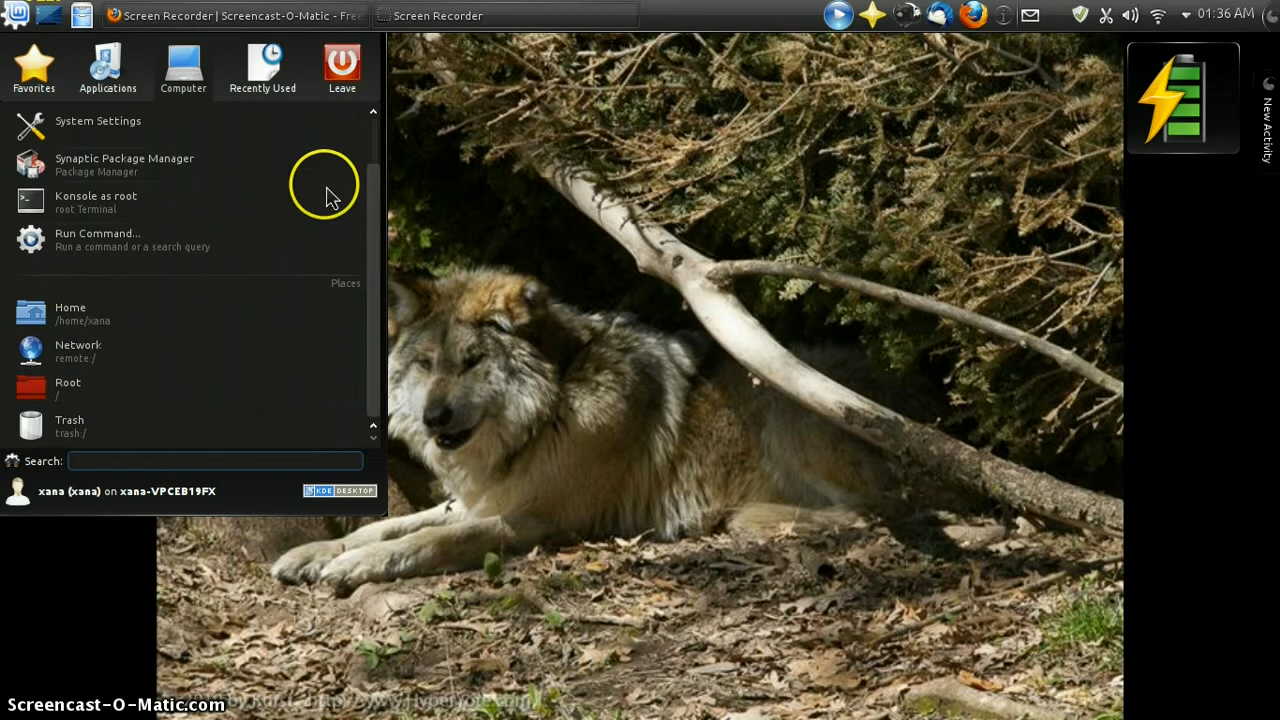 Screen Recorder | Screencast-O-Matic - Free
Screen Recorder
01:36 AM
Favorites
Applications
Computer
Recently Used
Leave
System Settings
Synaptic Package Manager
Package Manager
Konsole as root
root Terminal
Run Command...
Run a command or a search query
Places
Home
/home/xana
Network
remote:/
Root
/
Trash
trash:/
Search:
xana (xana) on xana-VPCEB19FX
KDE DESKTOP
New Activity
Screencast-O-Matic.com